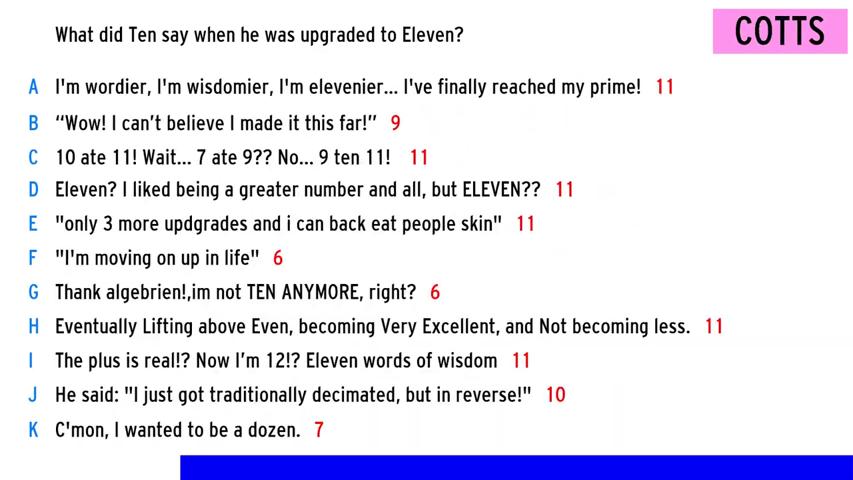 What did Ten say when he was upgraded to Eleven?
COTTS
A I'm wordier, I'm wisdomier, I'm elevenier... I've finally reached my prime! 11
B “Wow! I can’t believe I made it this far!” 9
C 10 ate 11! Wait... 7 ate 9?? No... 9 ten 11! 11
D Eleven? I liked being a greater number and all, but ELEVEN?? 11
E "only 3 more updgrades and i can back eat people skin" 11
F "I'm moving on up in life" 6
G Thank algebrien!,im not TEN ANYMORE, right? 6
H Eventually Lifting above Even, becoming Very Excellent, and Not becoming less. 11
I The plus is real!? Now I’m 12!? Eleven words of wisdom 11
J He said: "I just got traditionally decimated, but in reverse!" 10
K C'mon, I wanted to be a dozen. 7